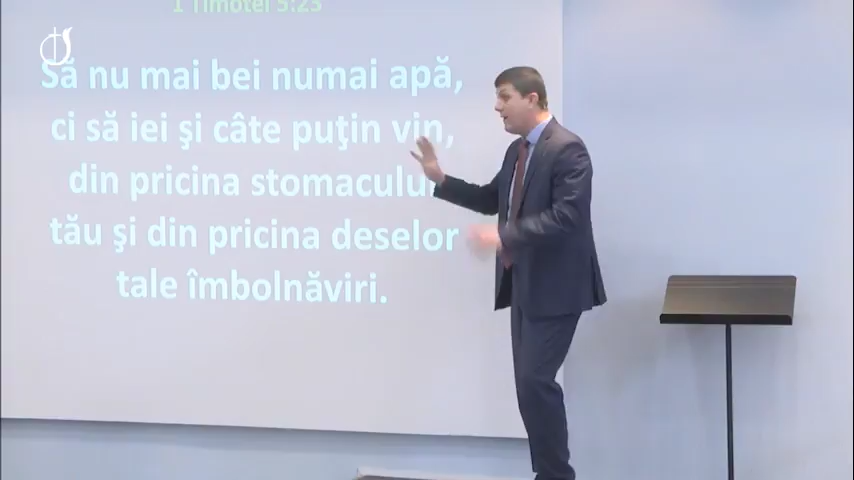 1 Timotei 5:23
Să nu mai bei numai apă,
ci să iei şi câte puţin vin,
din pricina stomacului
tău şi din pricina deselor
tale îmbolnăviri.